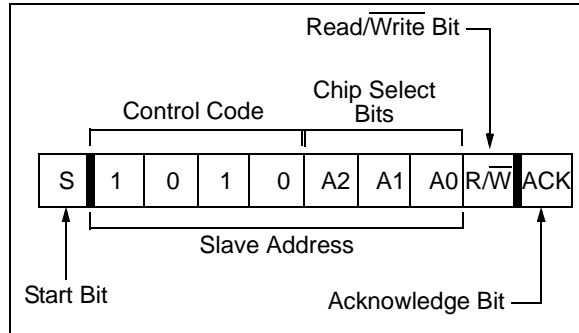 Read/Write Bit
Control Code
Chip Select
Bits
S 1 0 1 0 A2 A1 A0 R/W ACK
Slave Address
Start Bit
Acknowledge Bit